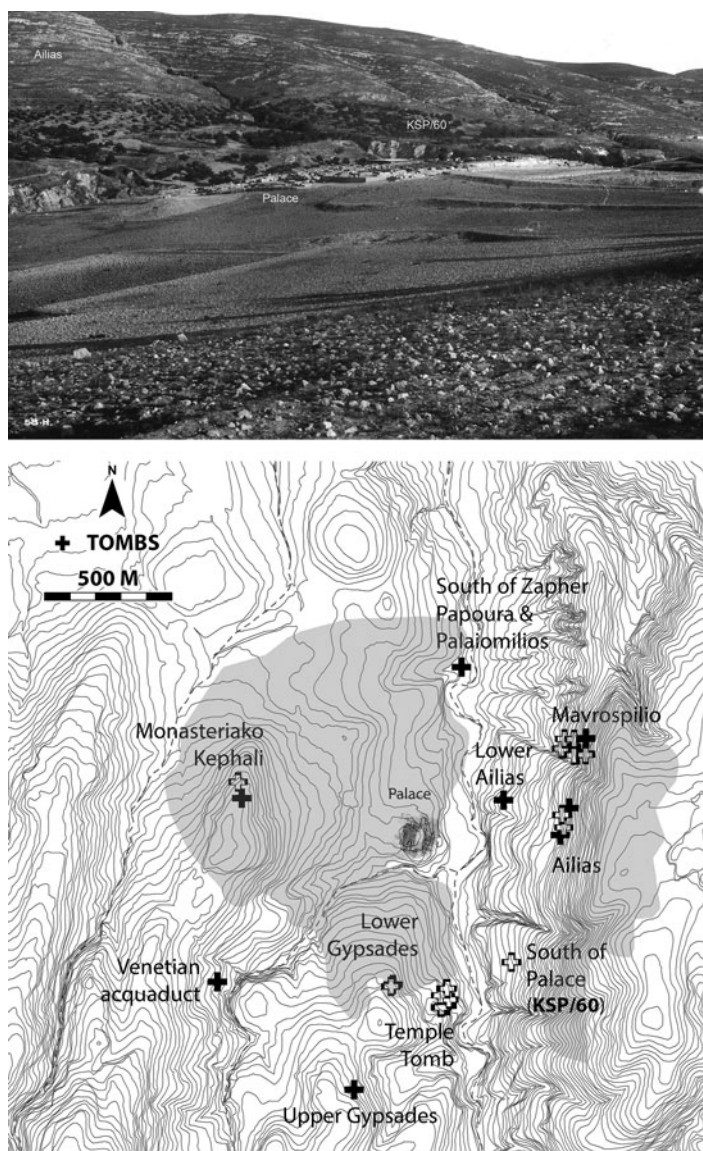 Ailias
KSP/60
Palace
N
TOMBS
500 M
South of Zapher
Papoura &
Palaiomilios
Mavrospilio
Monasteriako
Kephali
Lower
Ailias
Palace
Ailias
Lower
Gypsades
South of
Palace
(KSP/60)
Venetian
acquaduct
Temple
Tomb
Upper Gypsades